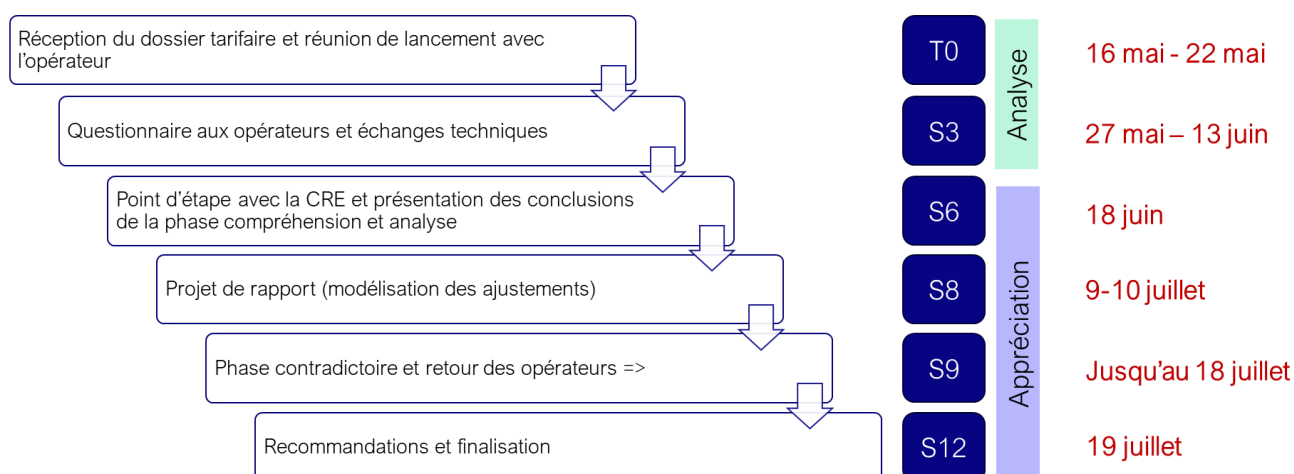 Réception du dossier tarifaire et réunion de lancement avec
l'opérateur
T0
16 mai - 22 mai
Analyse
Questionnaire aux opérateurs et échanges techniques
S3
27 mai – 13 juin
Point d'étape avec la CRE et présentation des conclusions
de la phase compréhension et analyse
S6
18 juin
Appréciation
Projet de rapport (modélisation des ajustements)
S8
9-10 juillet
Phase contradictoire et retour des opérateurs =>
S9
Jusqu'au 18 juillet
Recommandations et finalisation
S12
19 juillet